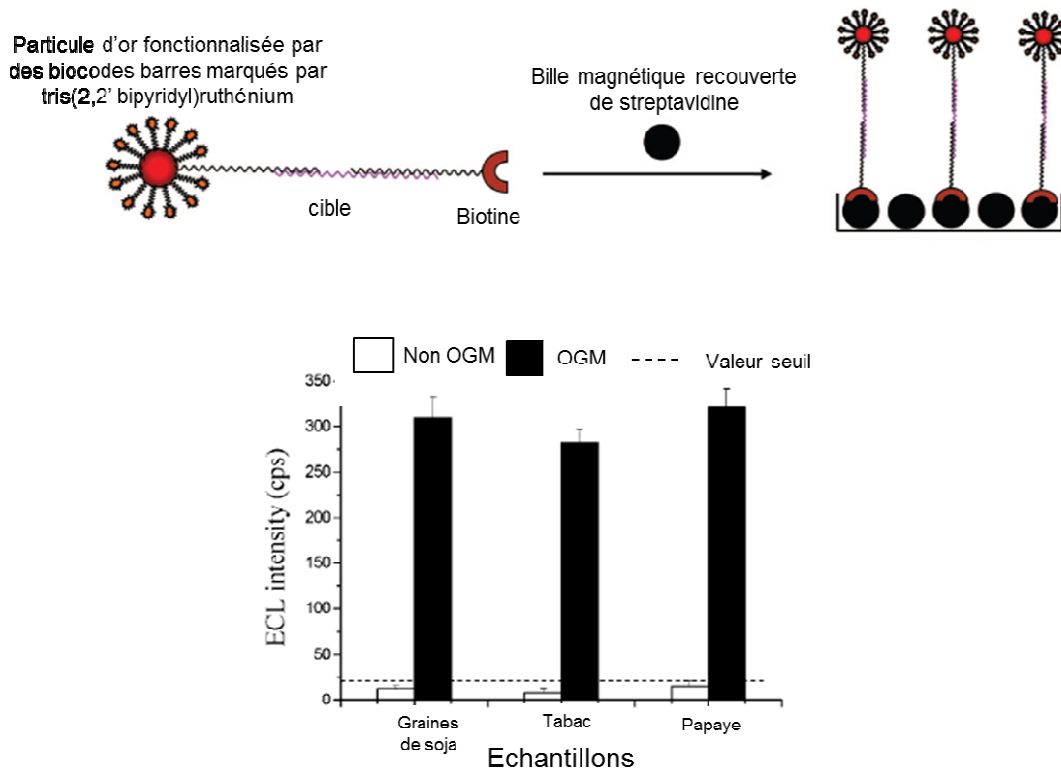 Particule d'or fonctionnalisée par
des biocodes barres marqués par
tris(2,2' bipyridyl)ruthénium
Bille magnétique recouverte
de streptavidine
cible
Biotine
Non OGM
OGM
Valeur seuil
350
300
250
200
150
100
50
0
ECL intensity (cps)
Graines
de soja
Tabac
Papaye
Echantillons